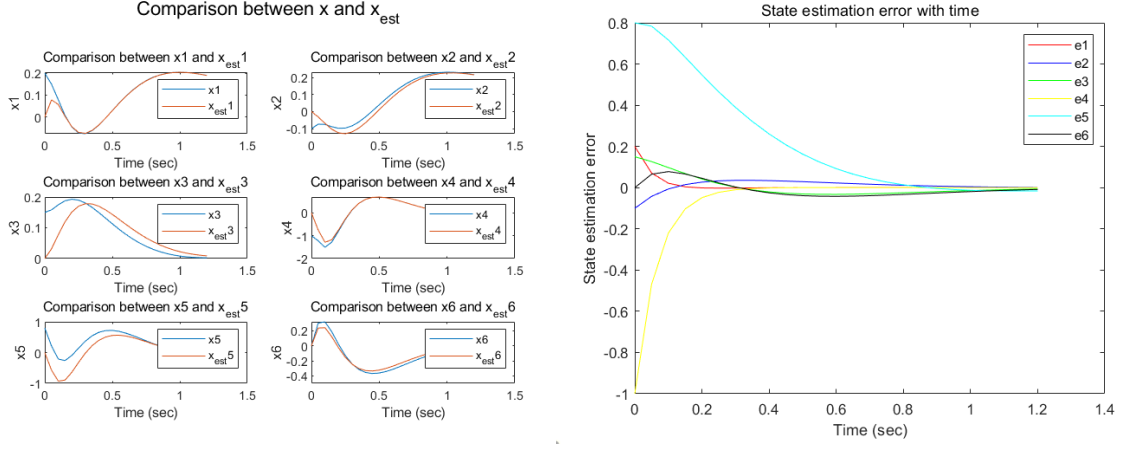 Comparison between x and x_est
Comparison between x1 and x_est1
0.2
0.1
0
x1
x1
x_est1
0 0.5 1 1.5
Time (sec)
Comparison between x2 and x_est2
0.2
0.1
0
-0.1
x2
x2
x_est2
0 0.5 1 1.5
Time (sec)
Comparison between x3 and x_est3
0.2
0.1
0
x3
x3
x_est3
0 0.5 1 1.5
Time (sec)
Comparison between x4 and x_est4
0
-2
x4
x4
x_est4
0 0.5 1 1.5
Time (sec)
Comparison between x5 and x_est5
1
0
-1
x5
x5
x_est5
0 0.5 1 1.5
Time (sec)
Comparison between x6 and x_est6
0.2
0
-0.2
-0.4
x6
x6
x_est6
0 0.5 1 1.5
Time (sec)
State estimation error with time
0.8
0.6
0.4
0.2
0
-0.2
-0.4
-0.6
-0.8
-1
State estimation error
e1
e2
e3
e4
e5
e6
0 0.2 0.4 0.6 0.8 1 1.2 1.4
Time (sec)